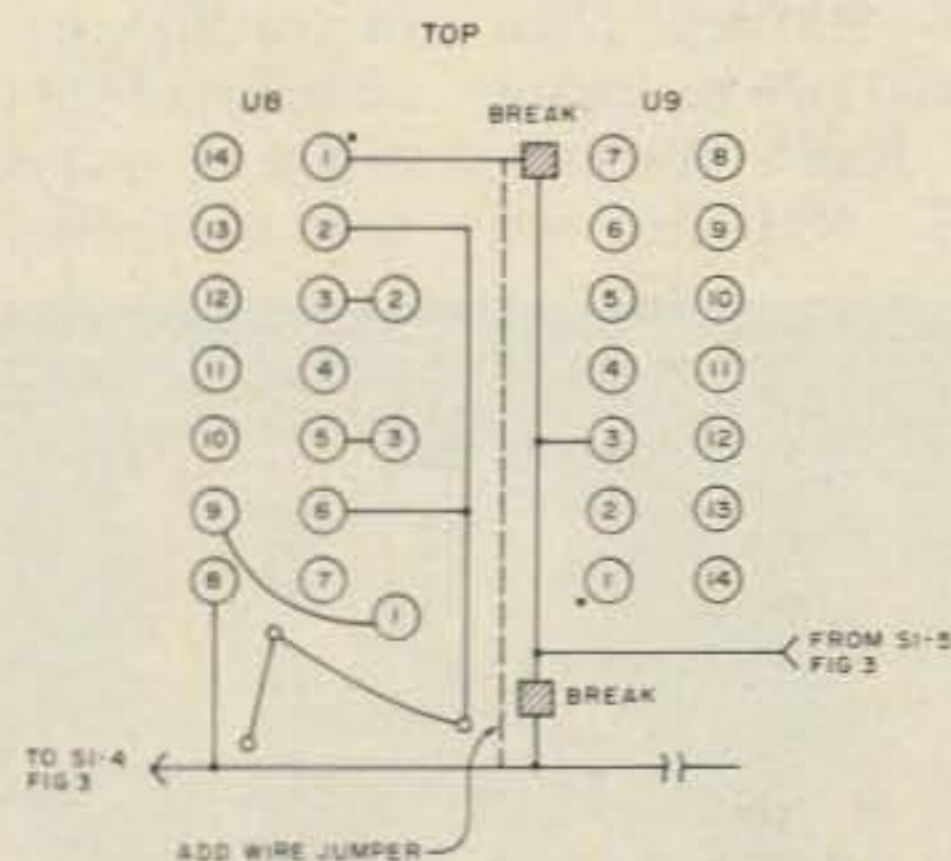 TOP
U8
BREAK
U9
14 1 7 8
13 2 6 9
12 3 2 5 10
11 4 4 11
10 5 3 3 12
9 6 2 13
8 7 1 1 14
FROM S1-5
FIG 3
BREAK
TO S1-4
FIG 3
ADD WIRE JUMPER